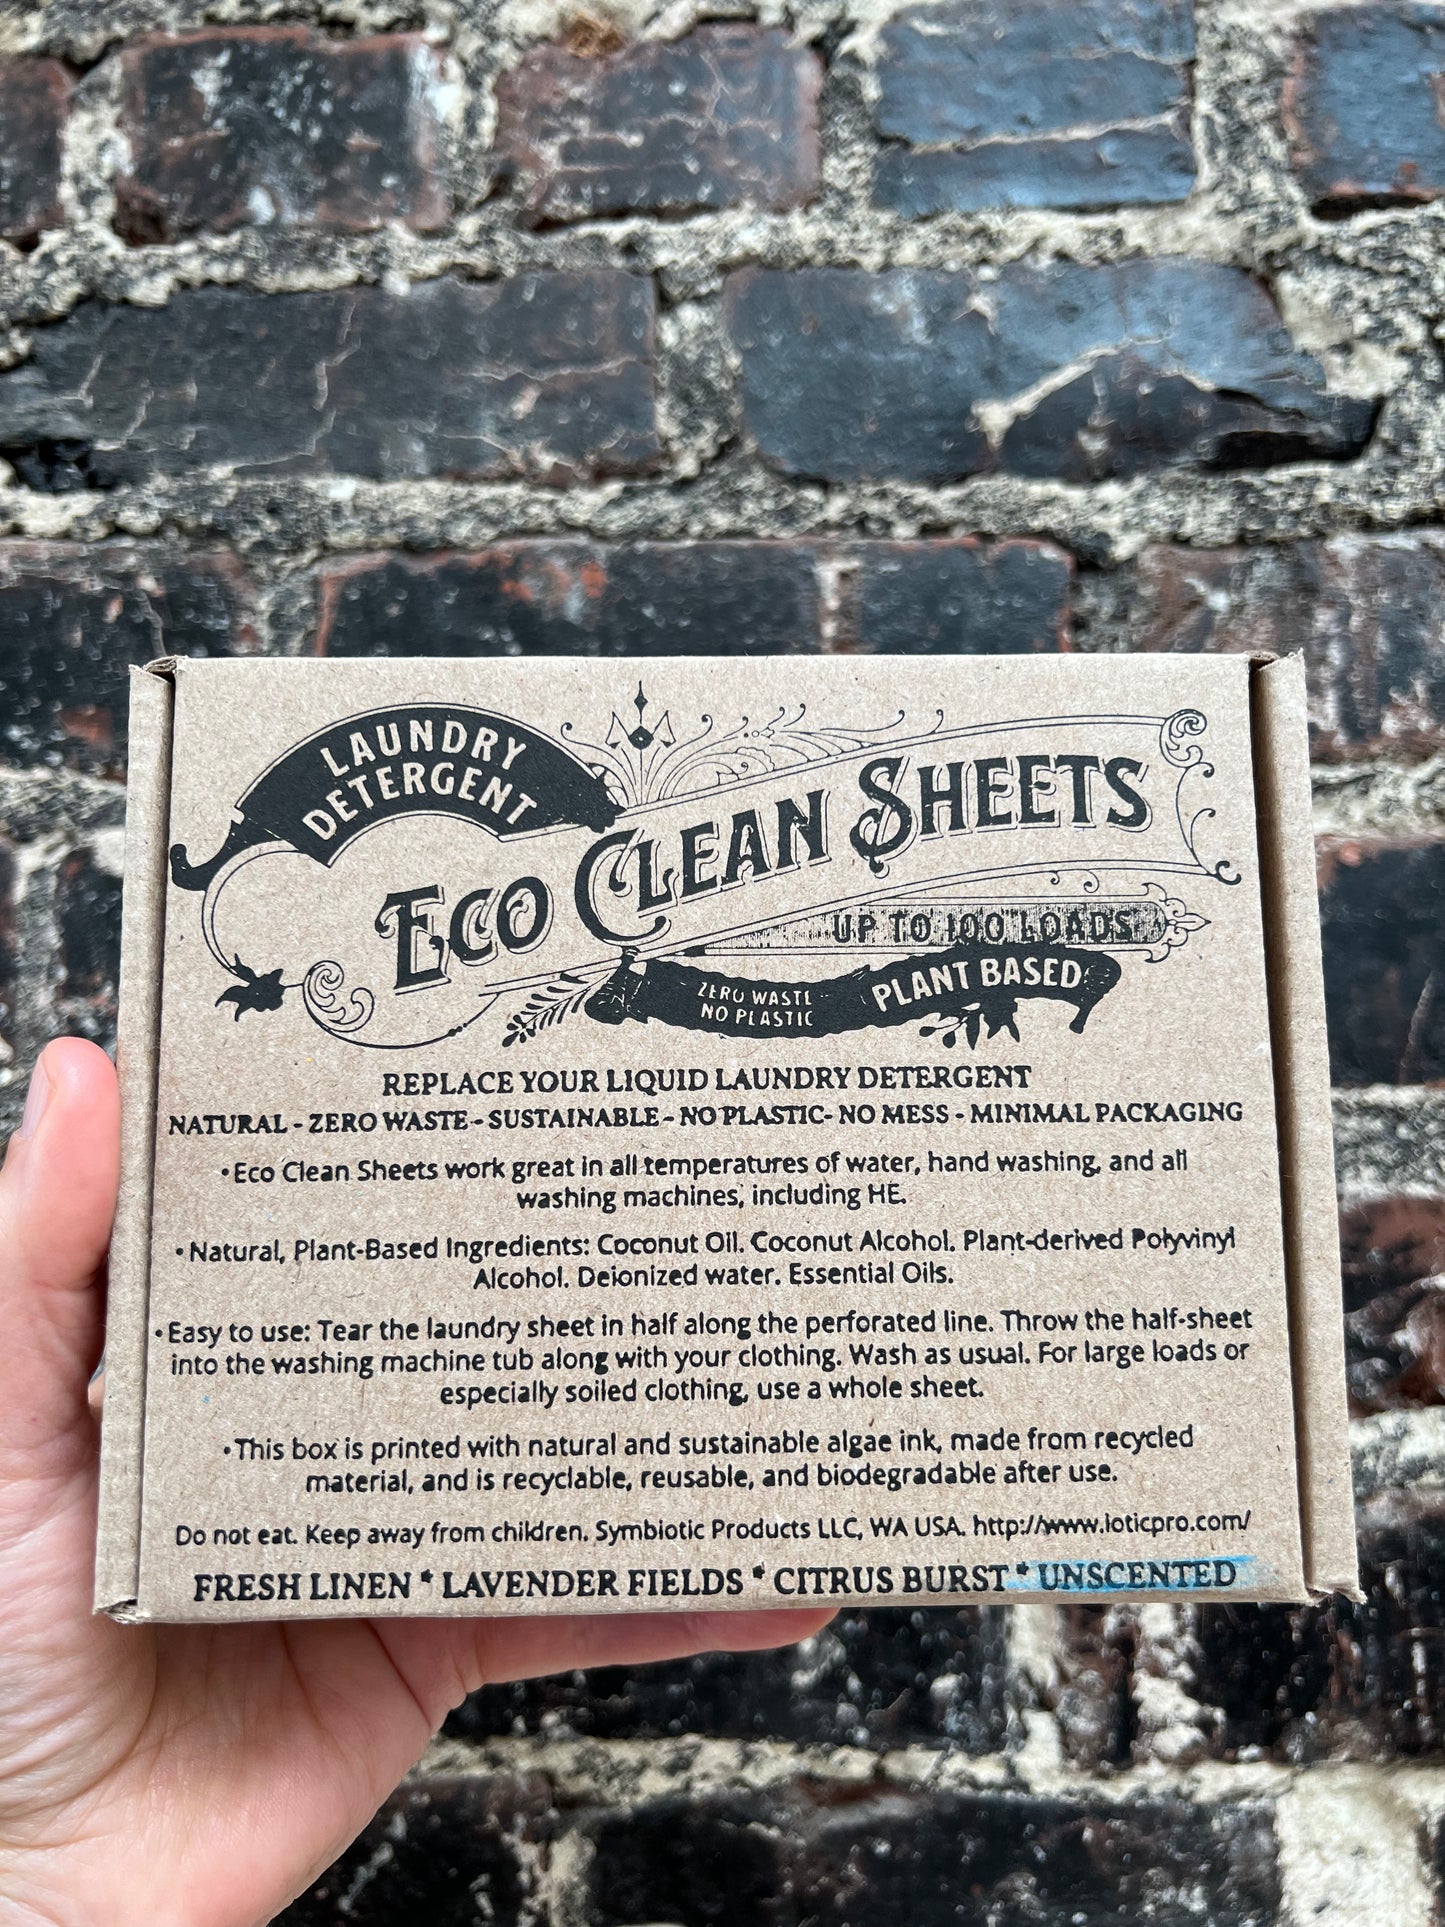 LAUNDRY
DETERGENT
ECO CLEAN SHEETS
UP TO 100 LOADS
ZERO WASTE
NO PLASTIC
PLANT BASED
REPLACE YOUR LIQUID LAUNDRY DETERGENT
NATURAL - ZERO WASTE - SUSTAINABLE - NO PLASTIC- NO MESS - MINIMAL PACKAGING
•Eco Clean Sheets work great in all temperatures of water, hand washing, and all
washing machines, including HE.
•Natural, Plant-Based Ingredients: Coconut Oil. Coconut Alcohol. Plant-derived Polyvinyl
Alcohol. Deionized water. Essential Oils.
•Easy to use: Tear the laundry sheet in half along the perforated line. Throw the half-sheet
into the washing machine tub along with your clothing. Wash as usual. For large loads or
especially soiled clothing, use a whole sheet.
•This box is printed with natural and sustainable algae ink, made from recycled
material, and is recyclable, reusable, and biodegradable after use.
Do not eat. Keep away from children. Symbiotic Products LLC, WA USA. http://www.loticpro.com/
FRESH LINEN * LAVENDER FIELDS * CITRUS BURST * UNSCENTED